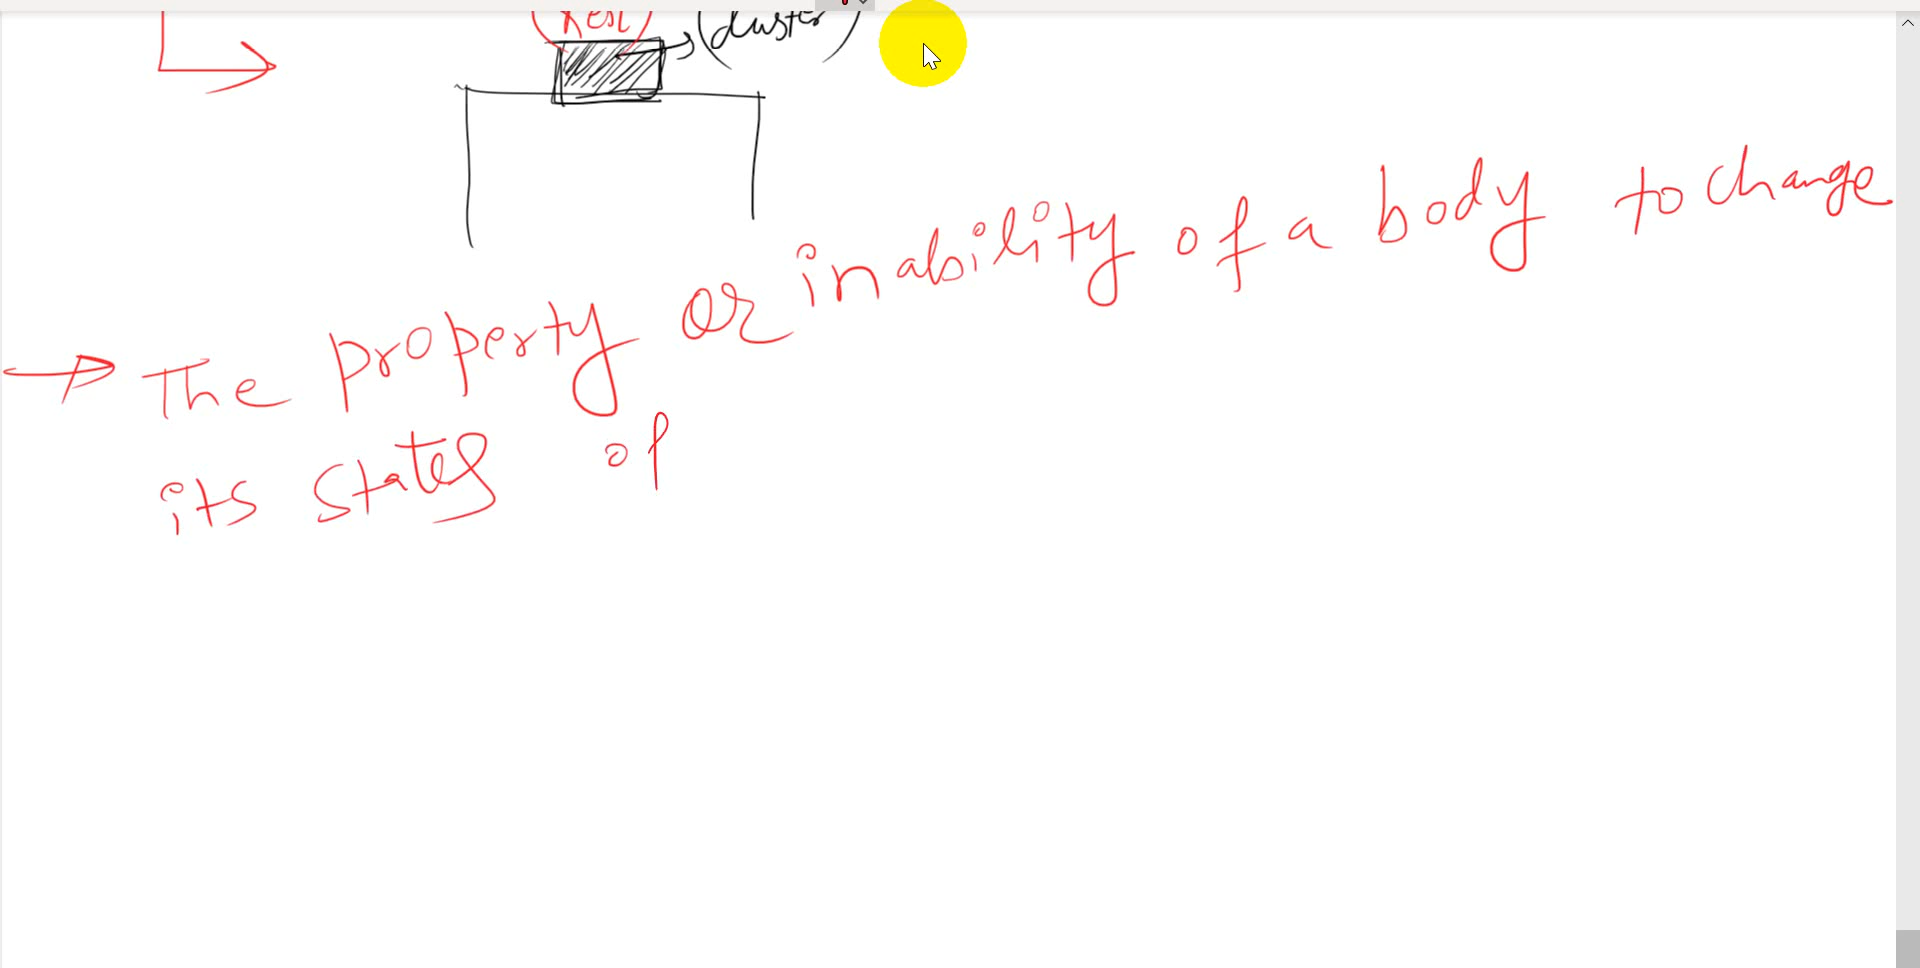 (Rest)
(duster)
The property or inability of a body to change
its states of